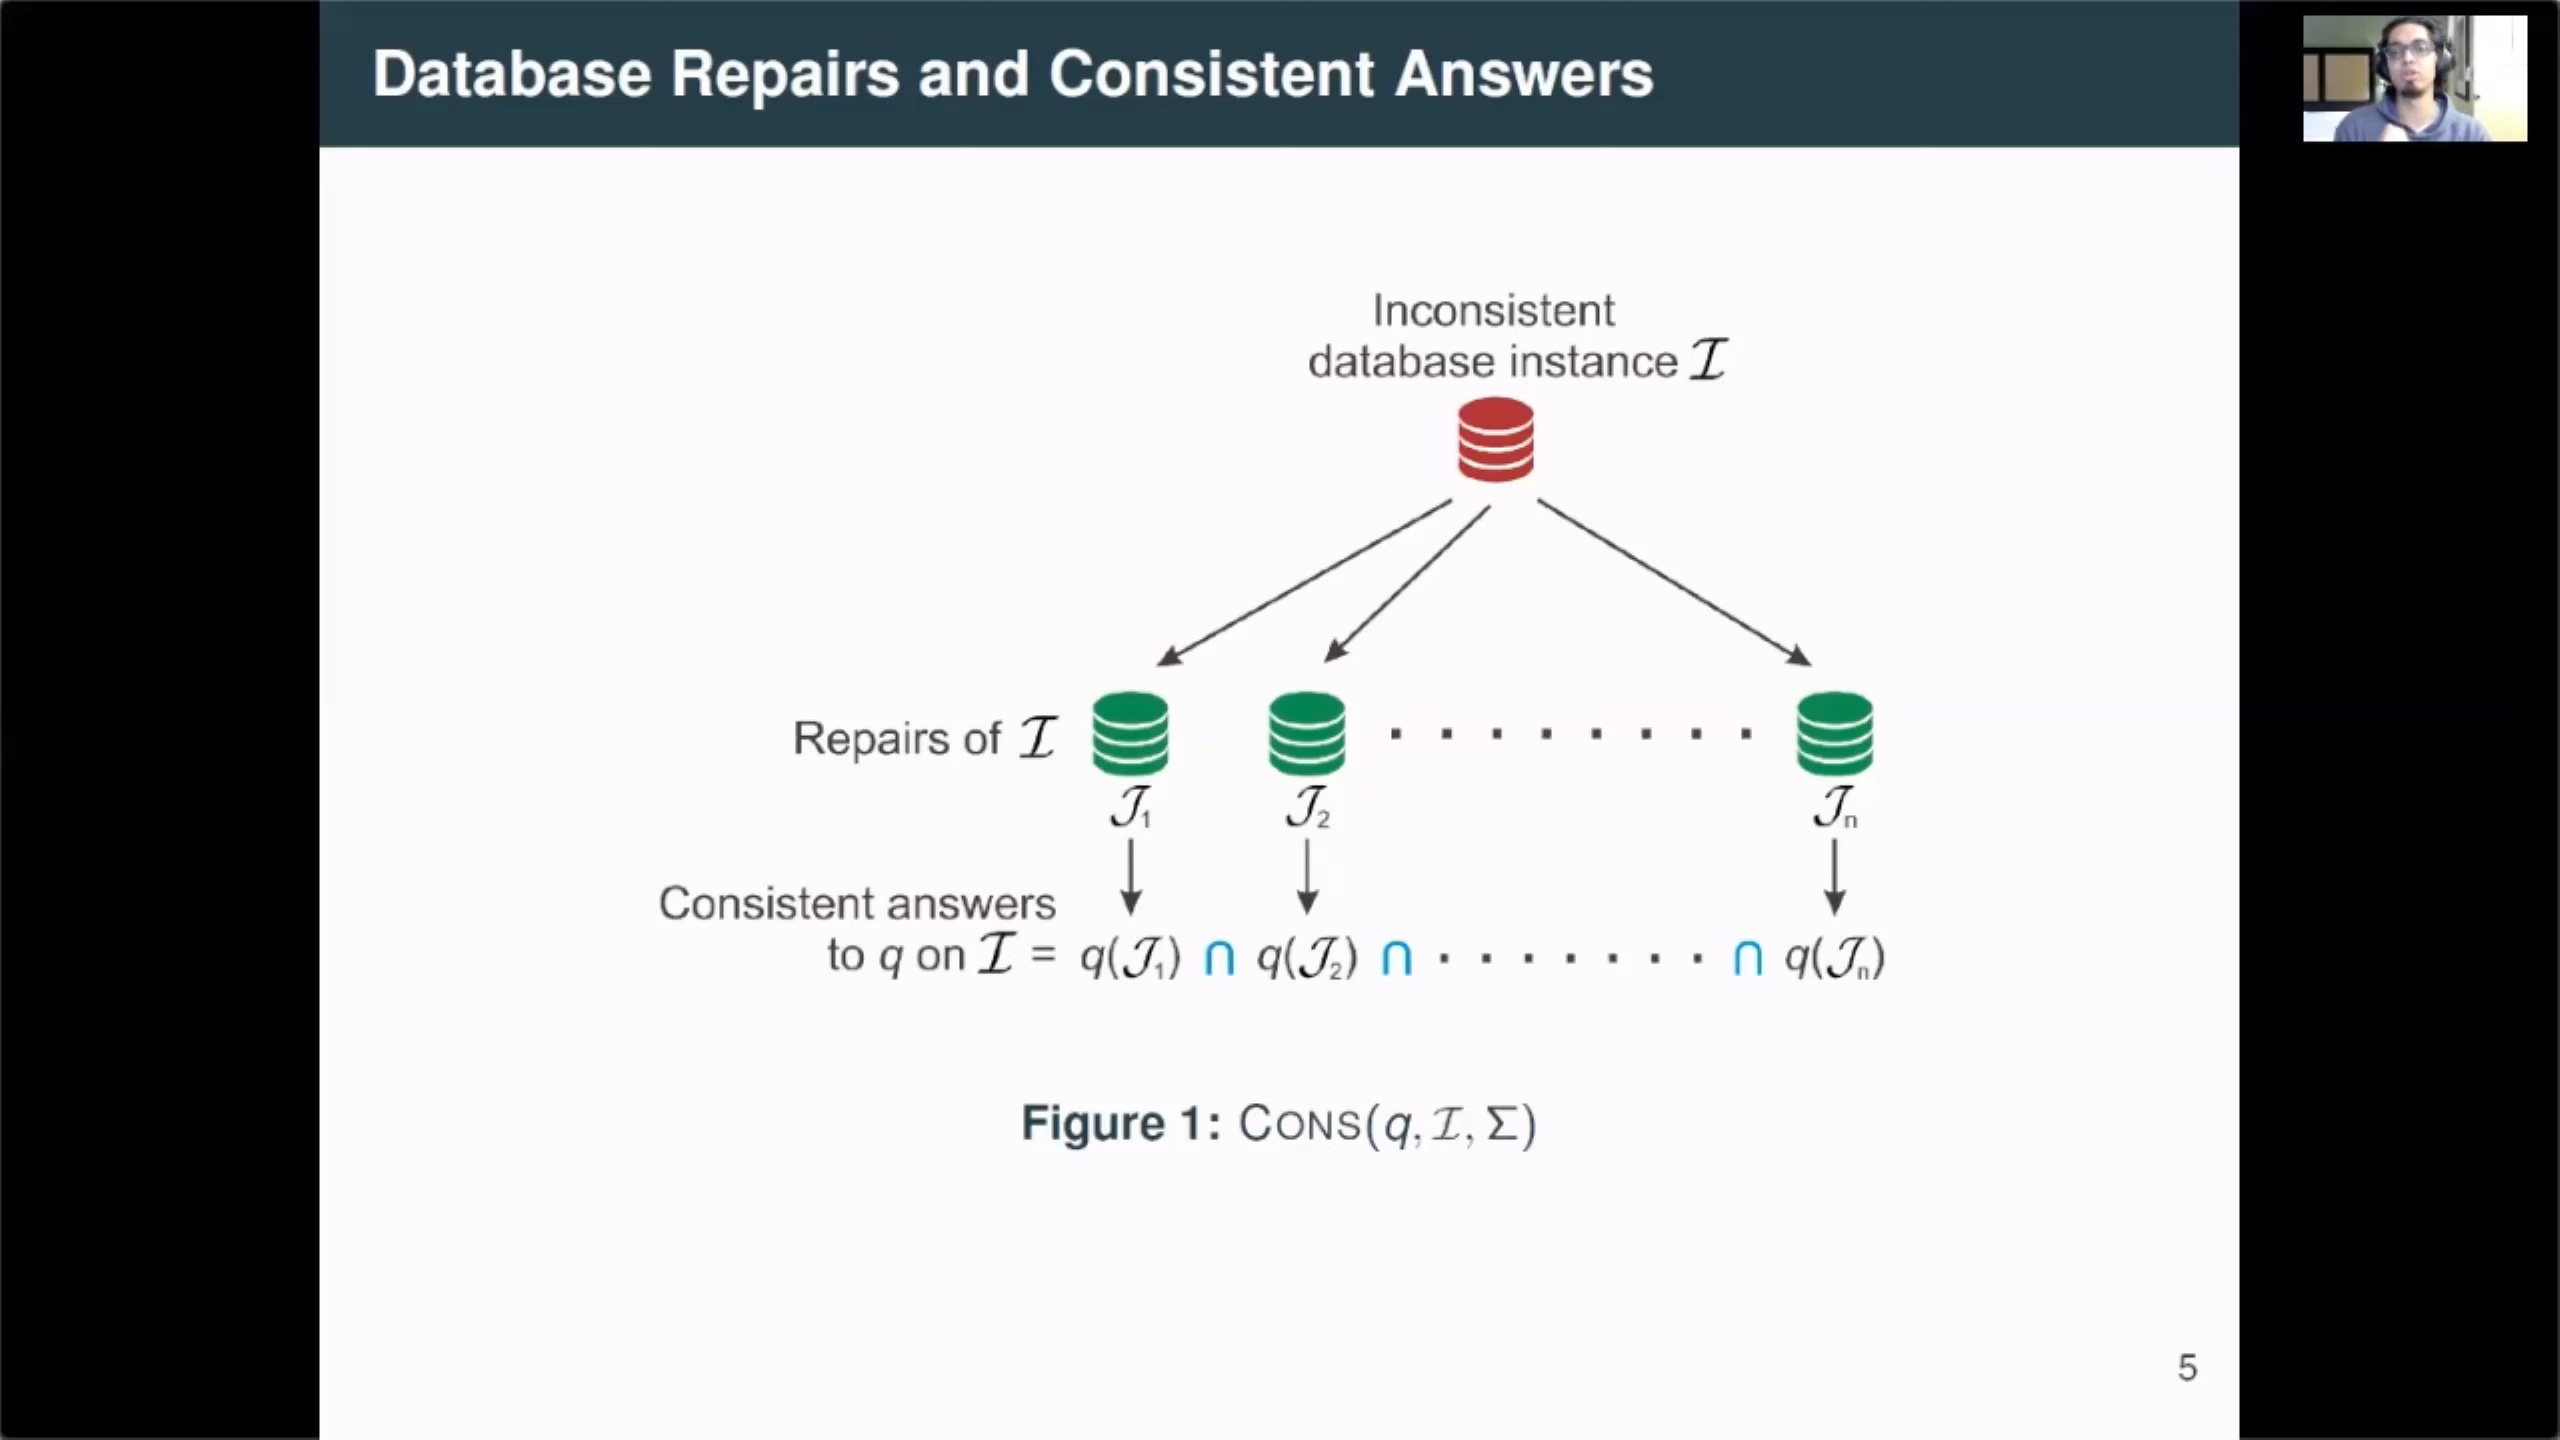 Database Repairs and Consistent Answers
Inconsistent
database instance ℐ
Repairs of ℐ
𝒥₁ 𝒥₂ 𝒥ₙ
Consistent answers
to q on ℐ = q(𝒥₁) ∩ q(𝒥₂) ∩ · · · · · · · ∩ q(𝒥ₙ)
Figure 1: CONS(q, ℐ, Σ)
5